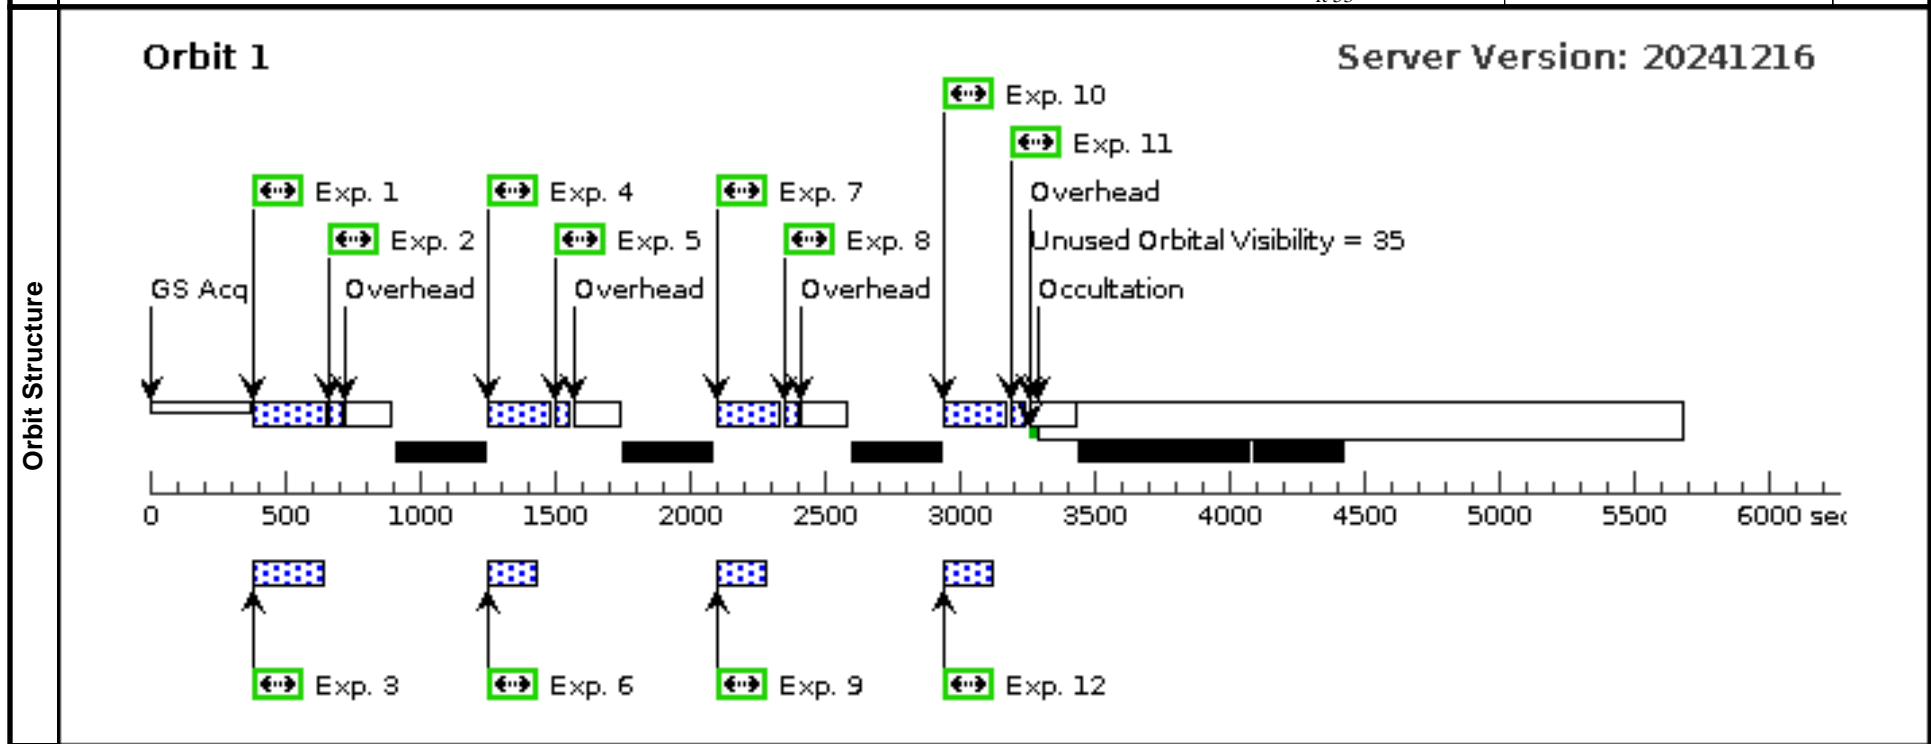 Orbit 1
Server Version: 20241216
Exp. 10
Exp. 11
Exp. 1
Exp. 4
Exp. 7
Overhead
Exp. 2
Exp. 5
Exp. 8
Unused Orbital Visibility = 35
GS Acq
Overhead
Overhead
Overhead
Occultation
Orbit Structure
0 500 1000 1500 2000 2500 3000 3500 4000 4500 5000 5500 6000 sec
Exp. 3
Exp. 6
Exp. 9
Exp. 12